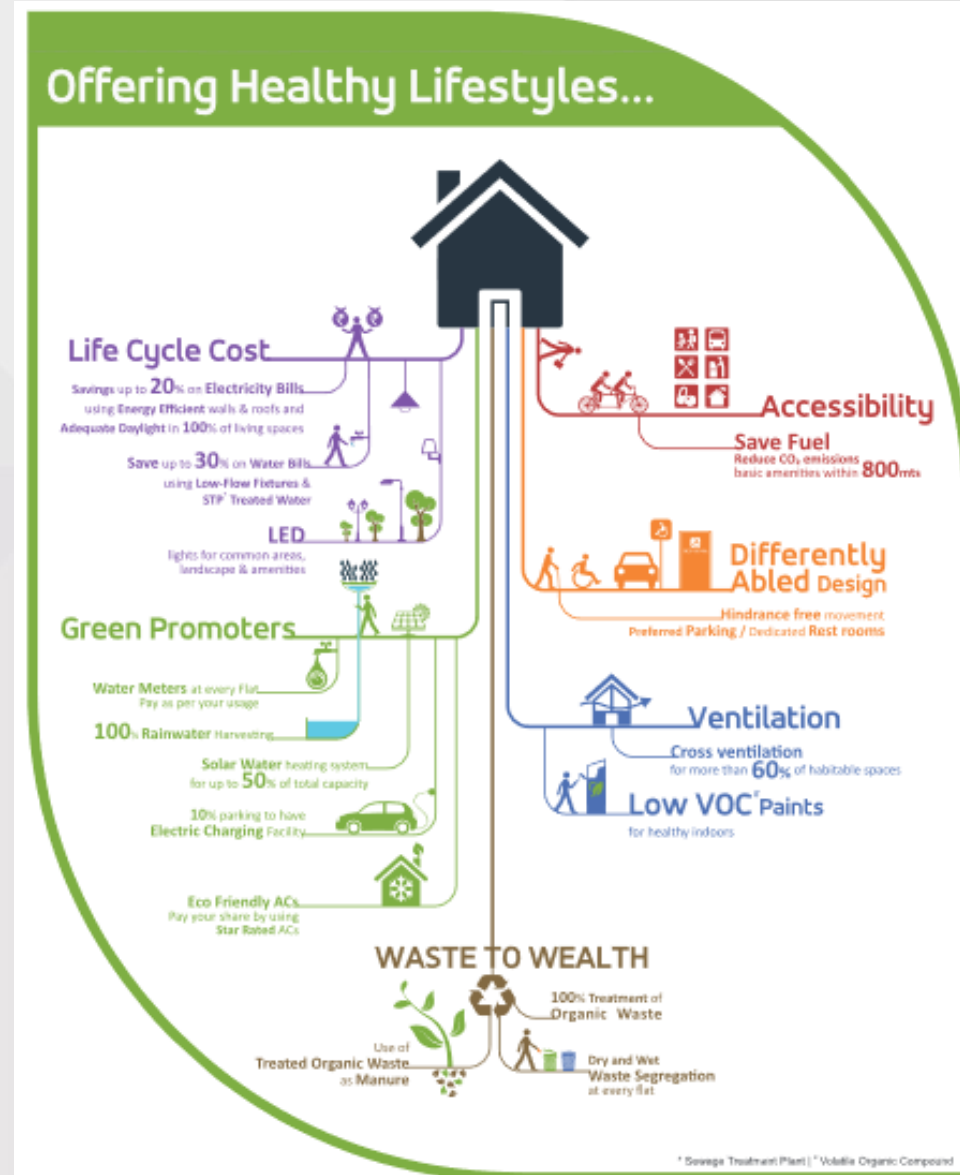 Offering Healthy Lifestyles...
Life Cycle Cost
Savings up to 20% on Electricity Bills
using Energy Efficient walls & roofs and
Adequate Daylight in 100% of living spaces
Save up to 30% on Water Bills
using Low-Flow Fixtures &
STP* Treated Water
LED
lights for common areas,
landscape & amenities
Green Promoters
Water Meters at every Flat
Pay as per your usage
100% Rainwater Harvesting
Solar Water heating system
for up to 50% of total capacity
10% parking to have
Electric Charging Facility
Eco Friendly ACs
Pay your share by using
Star Rated ACs
Accessibility
Save Fuel
Reduce CO₂ emissions
basic amenities within 800mts
Differently
Abled Design
Hindrance free movement
Preferred Parking / Dedicated Rest rooms
Ventilation
Cross ventilation
for more than 60% of habitable spaces
Low VOC# Paints
for healthy indoors
WASTE TO WEALTH
100% Treatment of
Organic Waste
Use of
Treated Organic Waste
as Manure
Dry and Wet
Waste Segregation
at every flat
* Sewage Treatment Plant | # Volatile Organic Compound